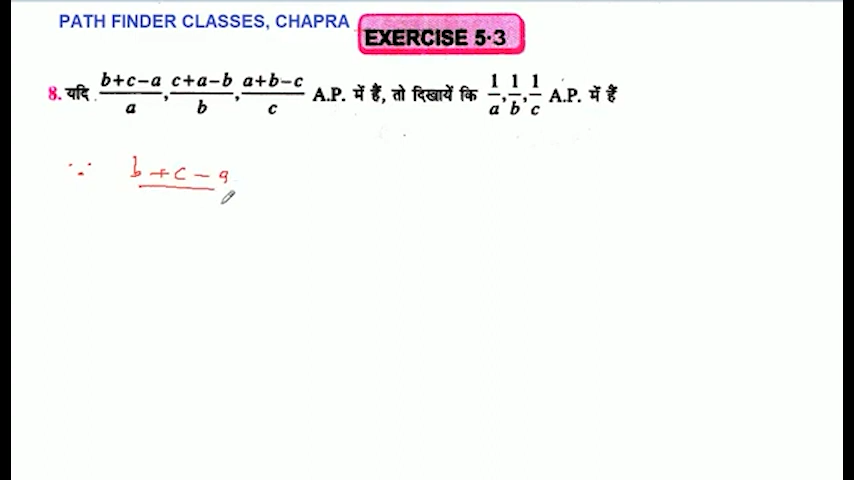 PATH FINDER CLASSES, CHAPRA
EXERCISE 5·3
8. यदि (b+c−a)/a, (c+a−b)/b, (a+b−c)/c A.P. में हैं, तो दिखायें कि 1/a, 1/b, 1/c A.P. में हैं
∵ b+c−a